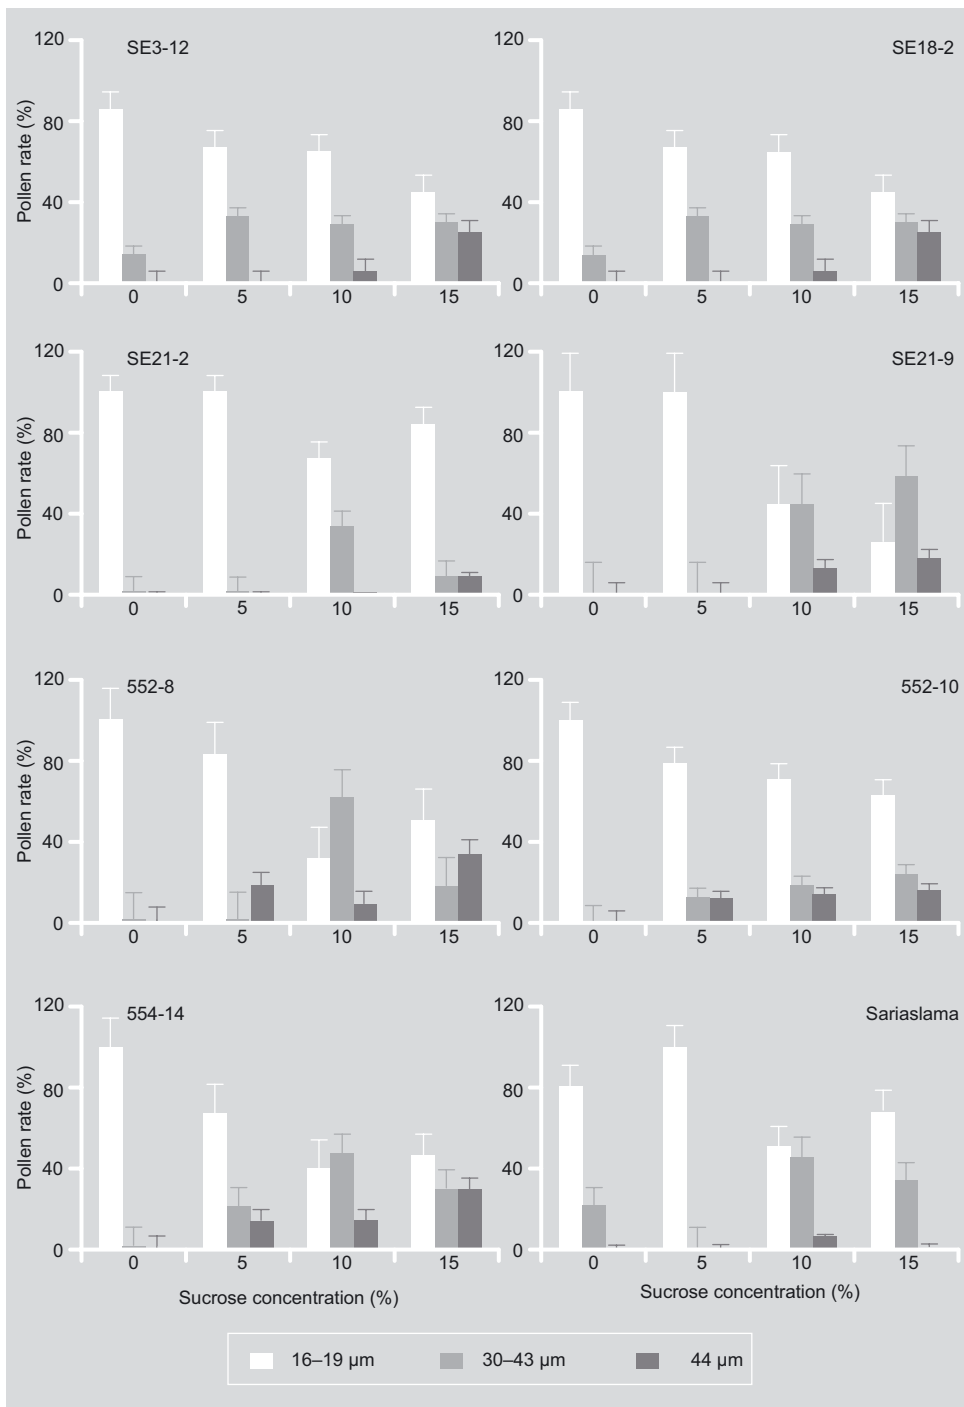 SE3-12
120
80
40
0
Pollen rate (%)
0 5 10 15
SE18-2
120
80
40
0
0 5 10 15
SE21-2
120
80
40
0
Pollen rate (%)
0 5 10 15
SE21-9
120
80
40
0
0 5 10 15
552-8
120
80
40
0
Pollen rate (%)
0 5 10 15
552-10
120
80
40
0
0 5 10 15
554-14
120
80
40
0
Pollen rate (%)
0 5 10 15
Sucrose concentration (%)
Sariaslama
120
80
40
0
0 5 10 15
Sucrose concentration (%)
16–19 µm 30–43 µm 44 µm